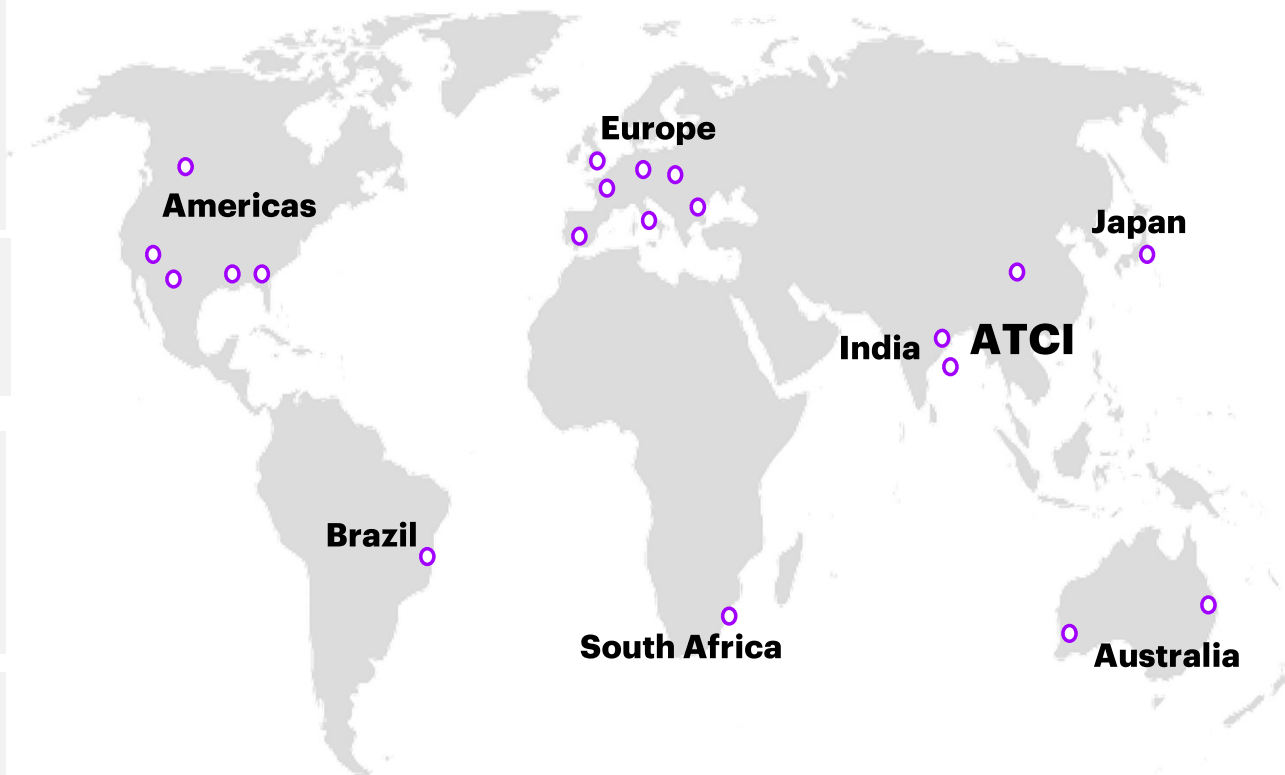 Europe
Americas
Japan
India
ATCI
Brazil
South Africa
Australia